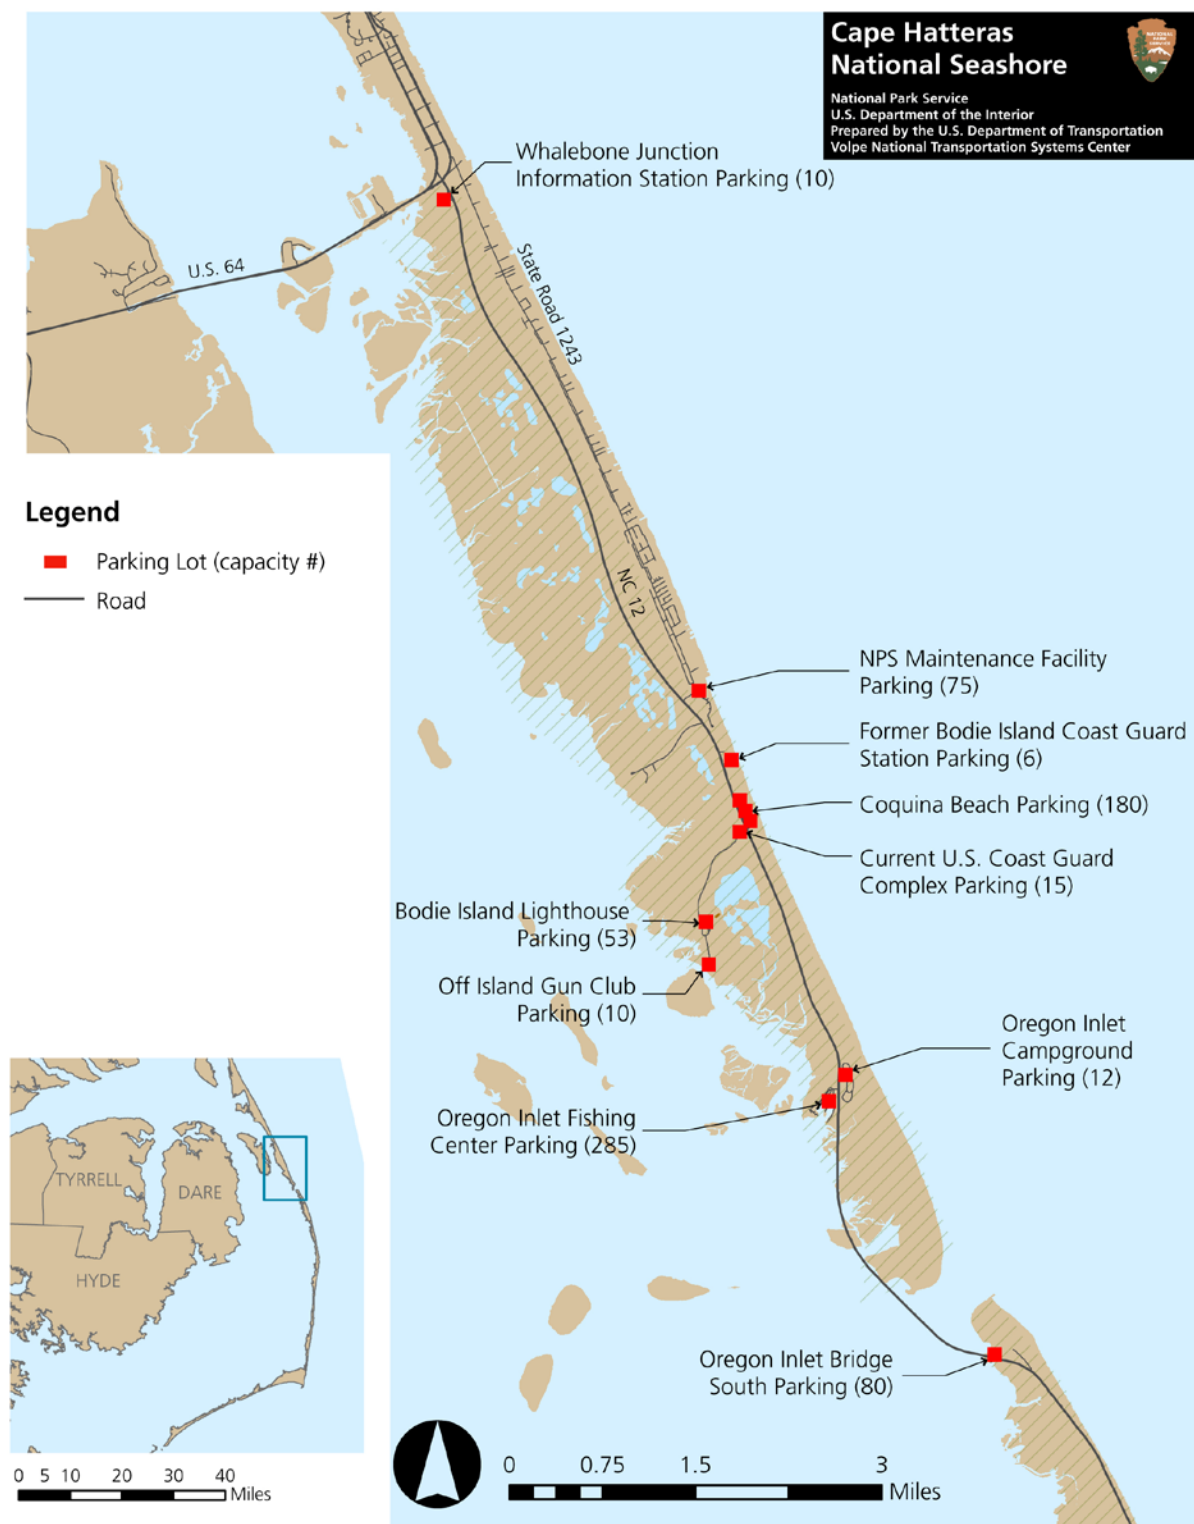 Cape Hatteras
National Seashore
National Park Service
U.S. Department of the Interior
Prepared by the U.S. Department of Transportation
Volpe National Transportation Systems Center
NATIONAL
PARK
SERVICE
Whalebone Junction
Information Station Parking (10)
U.S. 64
State Road 1243
NC 12
Legend
Parking Lot (capacity #)
Road
NPS Maintenance Facility
Parking (75)
Former Bodie Island Coast Guard
Station Parking (6)
Coquina Beach Parking (180)
Current U.S. Coast Guard
Complex Parking (15)
Bodie Island Lighthouse
Parking (53)
Off Island Gun Club
Parking (10)
Oregon Inlet
Campground
Parking (12)
Oregon Inlet Fishing
Center Parking (285)
Oregon Inlet Bridge
South Parking (80)
TYRRELL
DARE
HYDE
0 5 10 20 30 40
Miles
0 0.75 1.5 3
Miles